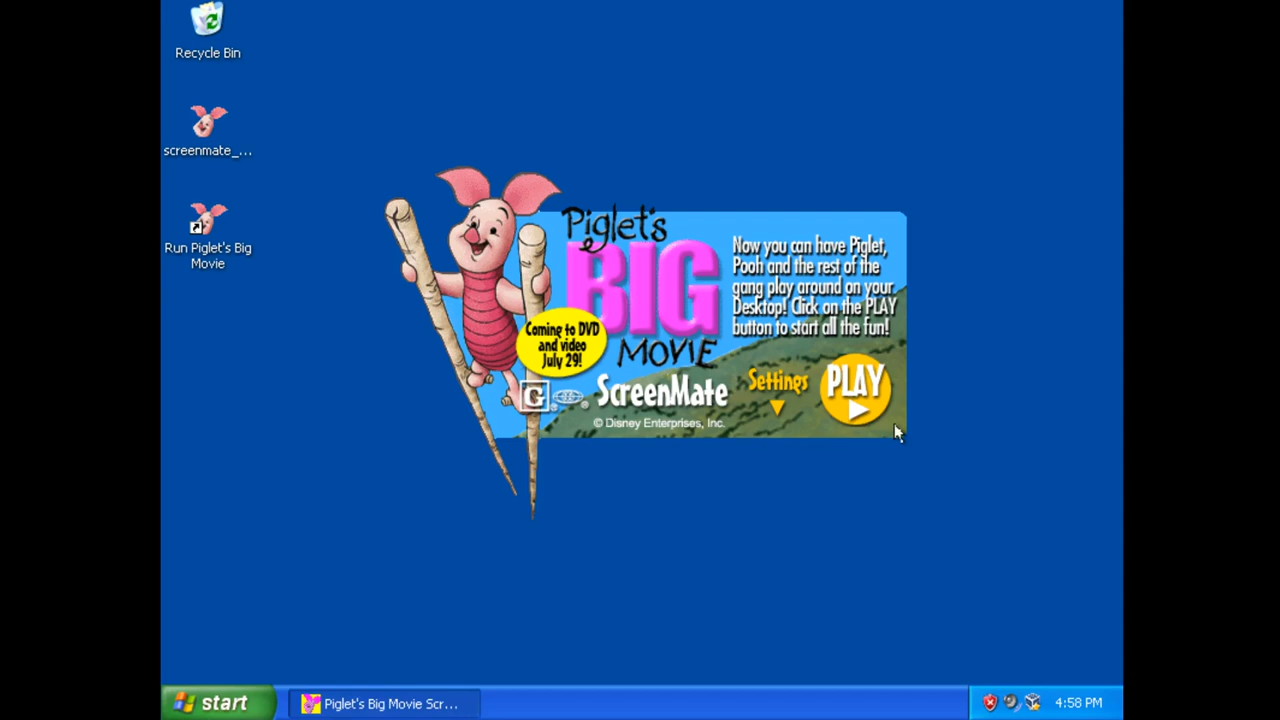 Recycle Bin
screenmate_...
Run Piglet's Big
Movie
Piglet's
BIG
MOVIE
Coming to DVD
and video
July 29!
G
®
®
ScreenMate
© Disney Enterprises, Inc.
Now you can have Piglet,
Pooh and the rest of the
gang play around on your
Desktop! Click on the PLAY
button to start all the fun!
Settings
PLAY
start
Piglet's Big Movie Scr...
4:58 PM